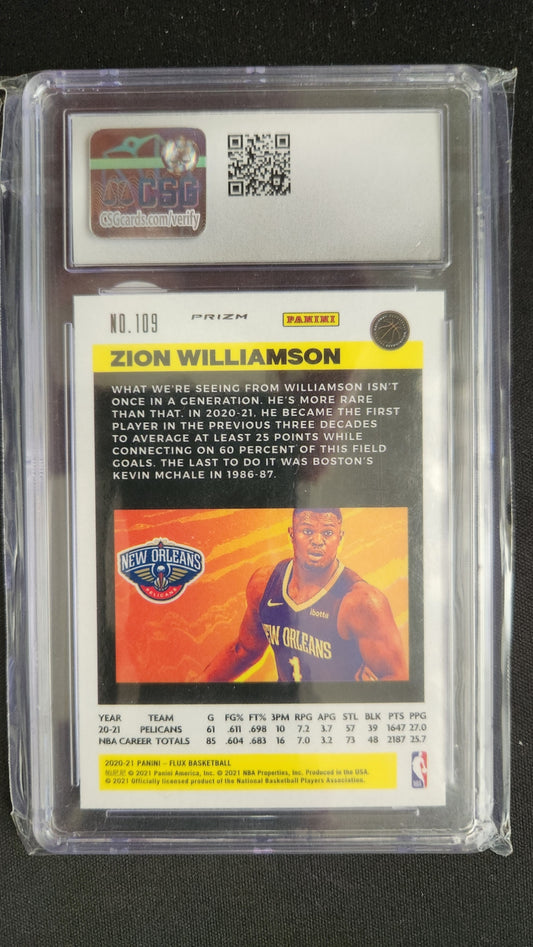 CSG
CSGcards.com/verify
NO. 109 PRIZM PANINI
ZION WILLIAMSON
WHAT WE'RE SEEING FROM WILLIAMSON ISN'T
ONCE IN A GENERATION. HE'S MORE RARE
THAN THAT. IN 2020-21, HE BECAME THE FIRST
PLAYER IN THE PREVIOUS THREE DECADES
TO AVERAGE AT LEAST 25 POINTS WHILE
CONNECTING ON 60 PERCENT OF THIS FIELD
GOALS. THE LAST TO DO IT WAS BOSTON'S
KEVIN MCHALE IN 1986-87.
NEW ORLEANS
PELICANS
ibotta
NEW ORLEANS
1
YEAR TEAM G FG% FT% 3PM RPG APG STL BLK PTS PPG
20-21 PELICANS 61 .611 .698 10 7.2 3.7 57 39 1647 27.0
NBA CAREER TOTALS 85 .604 .683 16 7.0 3.2 73 48 2187 25.7
2020-21 PANINI – FLUX BASKETBALL
帕尼尼 © 2021 Panini America, Inc. © 2021 NBA Properties, Inc. Produced in the USA.
© 2021 Officially licensed product of the National Basketball Players Association.